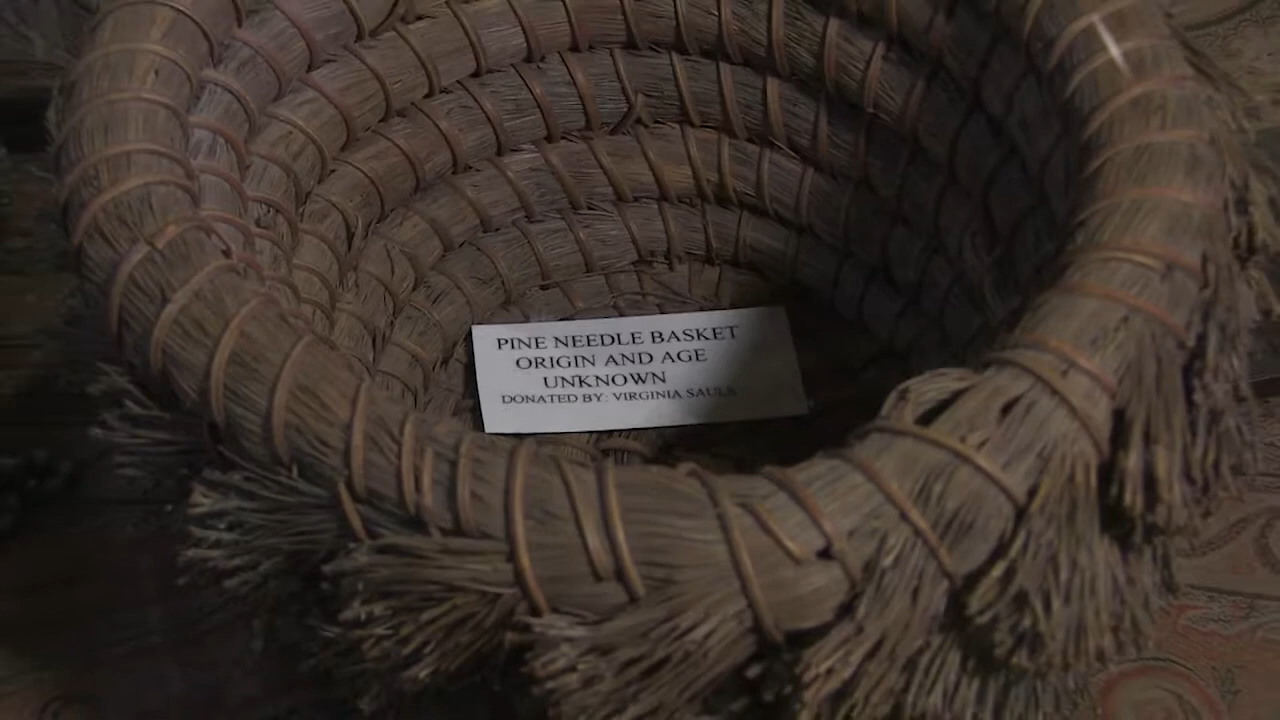 PINE NEEDLE BASKET
ORIGIN AND AGE
UNKNOWN
DONATED BY: VIRGINIA SAULS